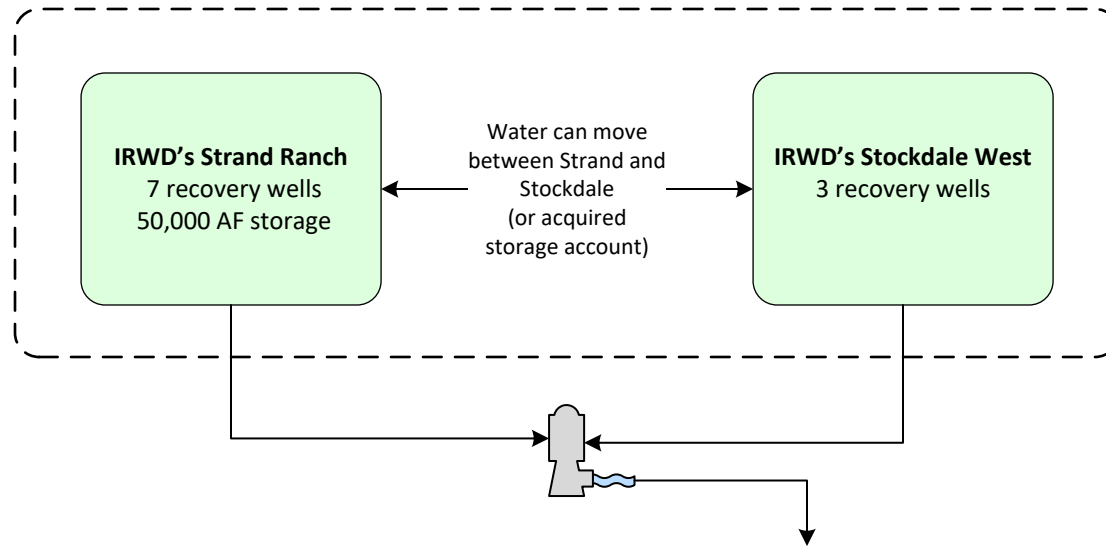 IRWD’s Strand Ranch
7 recovery wells
50,000 AF storage
Water can move
between Strand and
Stockdale
(or acquired
storage account)
IRWD’s Stockdale West
3 recovery wells